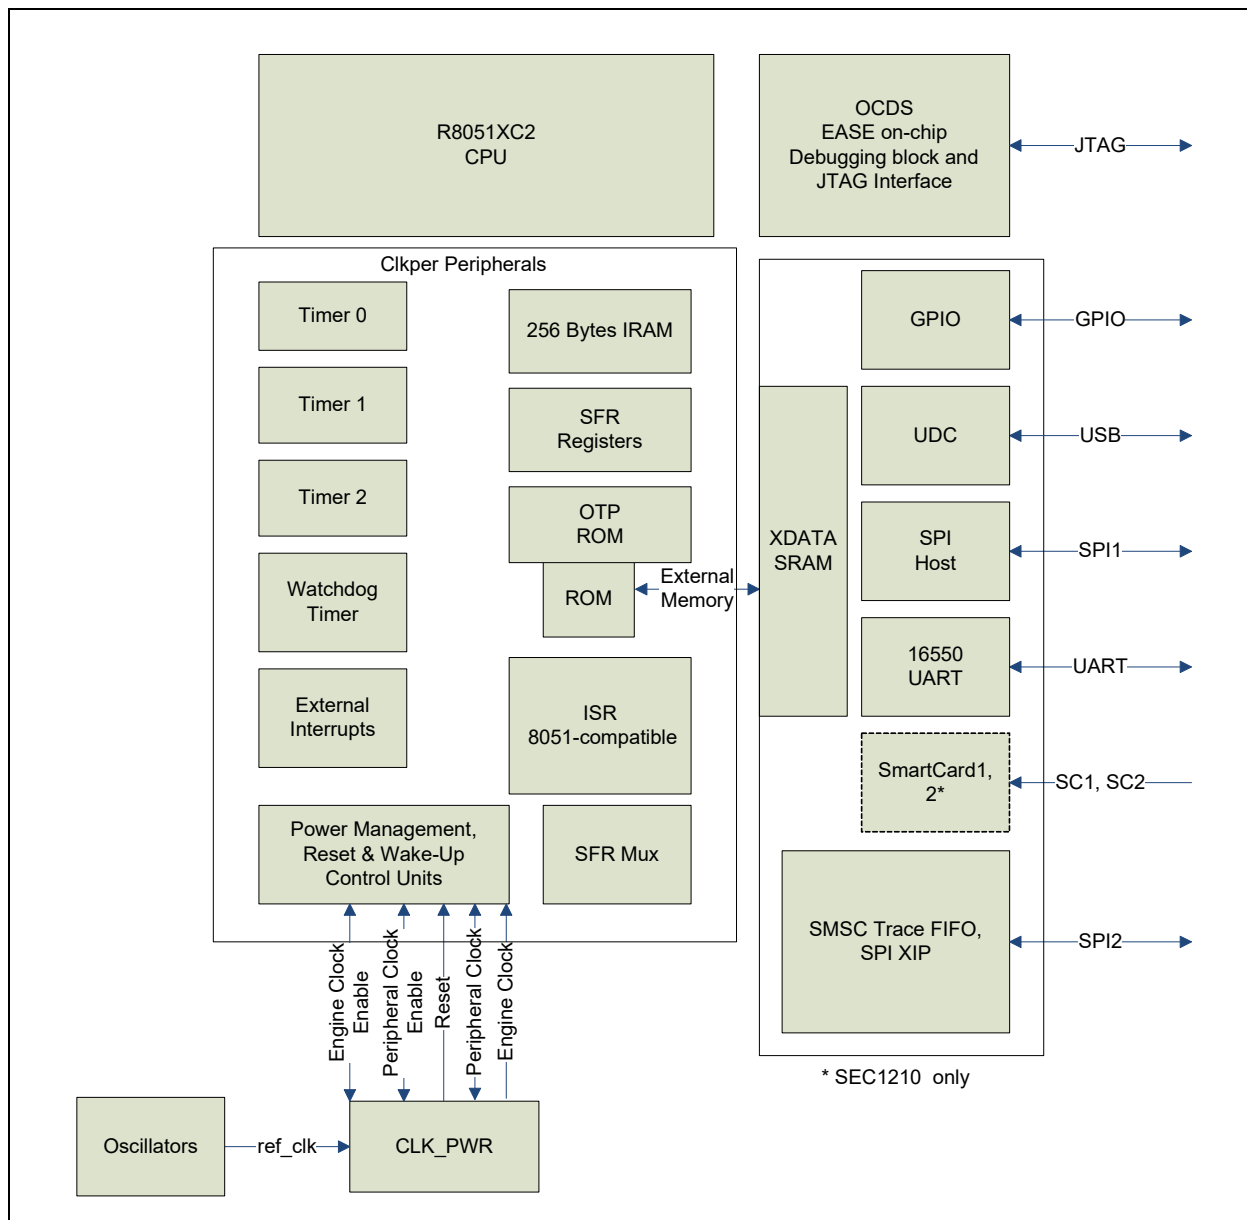 R8051XC2
CPU
OCDS
EASE on-chip
Debugging block and
JTAG Interface
JTAG
Clkper Peripherals
Timer 0
Timer 1
Timer 2
Watchdog
Timer
External
Interrupts
256 Bytes IRAM
SFR
Registers
OTP
ROM
ROM
External
Memory
ISR
8051-compatible
Power Management,
Reset & Wake-Up
Control Units
SFR Mux
XDATA
SRAM
GPIO
GPIO
UDC
USB
SPI
Host
SPI1
16550
UART
UART
SmartCard1,
2*
SC1, SC2
SMSC Trace FIFO,
SPI XIP
SPI2
* SEC1210 only
Engine Clock
Enable
Peripheral Clock
Enable
Reset
Peripheral Clock
Engine Clock
Oscillators
ref_clk
CLK_PWR